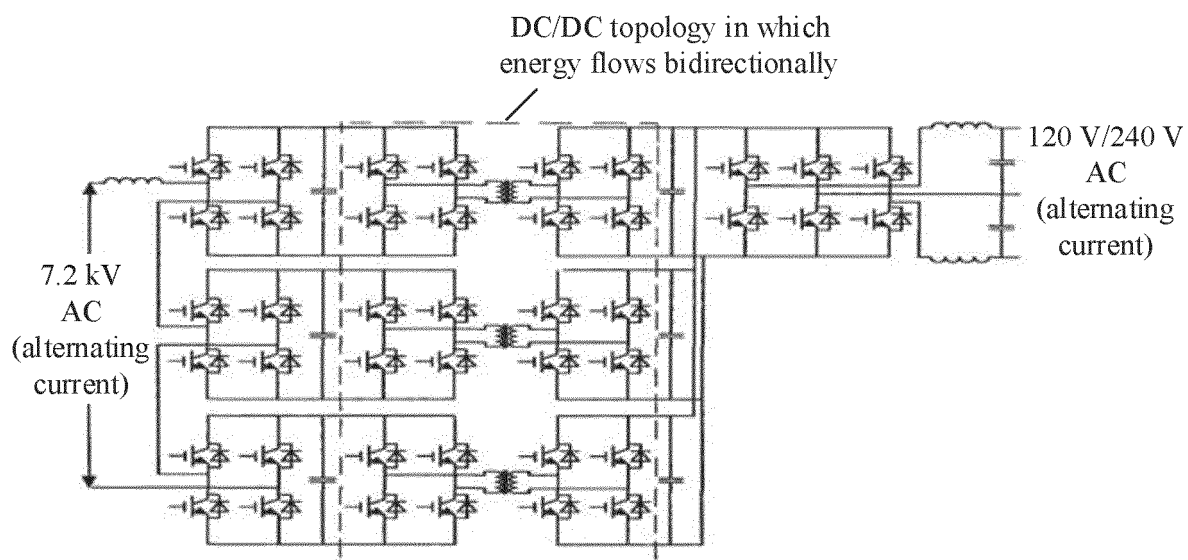 DC/DC topology in which
energy flows bidirectionally
120 V/240 V
AC
(alternating
current)
7.2 kV
AC
(alternating
current)